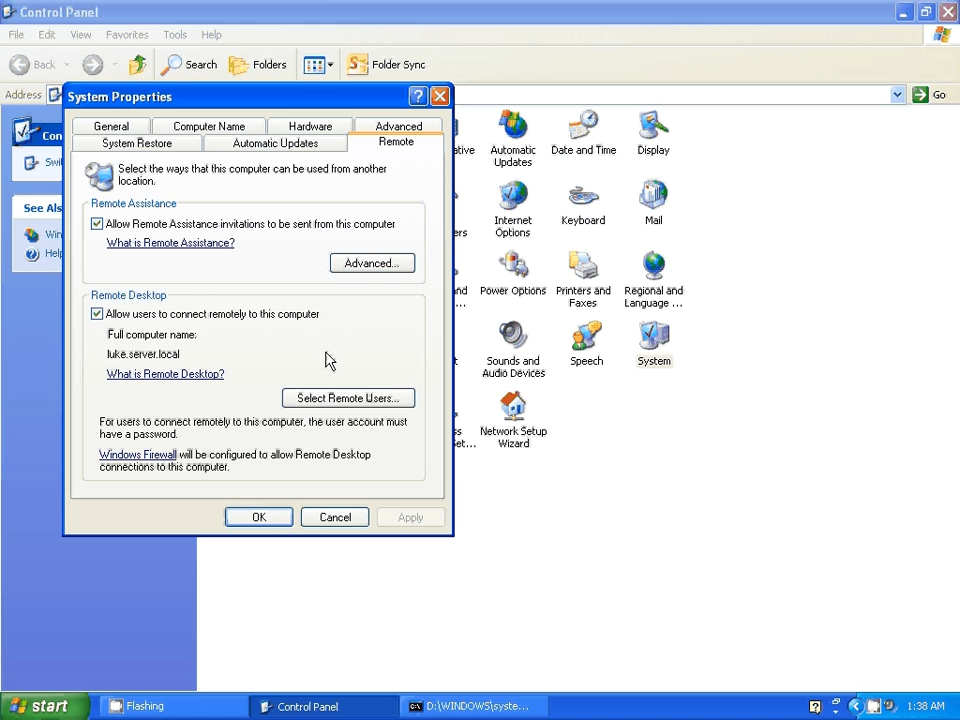 Control Panel
File Edit View Favorites Tools Help
Back Search Folders Folder Sync
Address Go
System Properties
General Computer Name Hardware Advanced
System Restore Automatic Updates Remote
Select the ways that this computer can be used from another
location.
Remote Assistance
Allow Remote Assistance invitations to be sent from this computer
What is Remote Assistance?
Advanced...
Remote Desktop
Allow users to connect remotely to this computer
Full computer name:
luke.server.local
What is Remote Desktop?
Select Remote Users...
For users to connect remotely to this computer, the user account must
have a password.
Windows Firewall will be configured to allow Remote Desktop
connections to this computer.
OK Cancel Apply
Con
Swi
See Als
Win
Help
Automatic
Updates
Date and Time
Display
Internet
Options
Keyboard
Mail
Power Options
Printers and
Faxes
Regional and
Language ...
Sounds and
Audio Devices
Speech
System
Network Setup
Wizard
start Flashing Control Panel D:\WINDOWS\syste... 1:38 AM